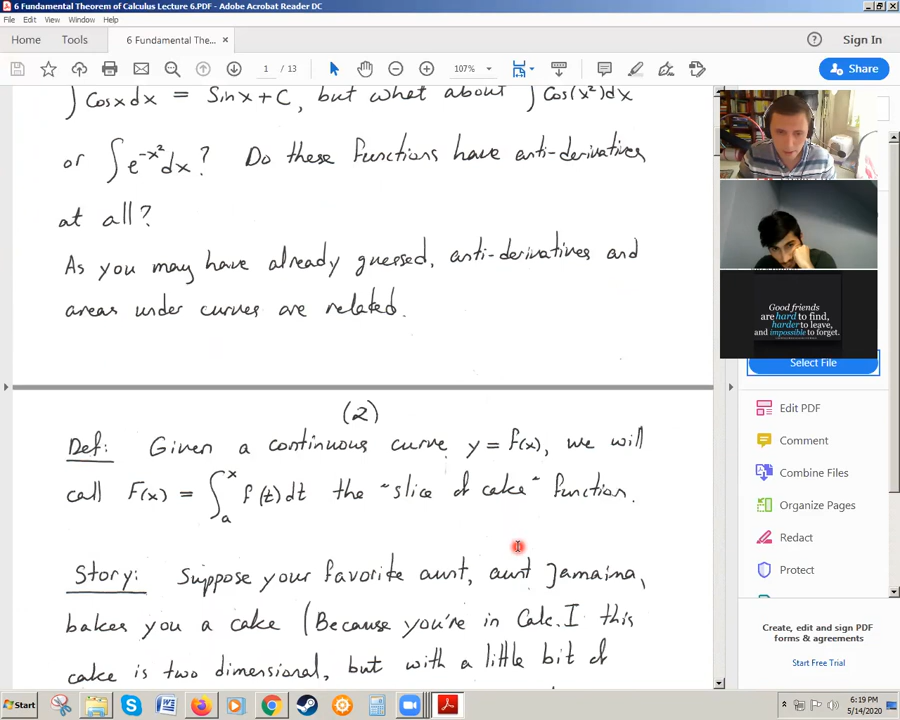 6 Fundamental Theorem of Calculus Lecture 6.PDF - Adobe Acrobat Reader DC
File Edit View Window Help
Home Tools 6 Fundamental The... × Sign In
1 / 13 107% Share
∫ Cosx dx = Sinx + C, but what about ∫ Cos(x²)dx
or ∫ e^-x² dx? Do these functions have anti-derivatives
at all?
As you may have already guessed, anti-derivatives and
areas under curves are related.
(2)
Def: Given a continuous curve y = f(x), we will
call F(x) = ∫ₐˣ f(t)dt the "slice of cake" function.
Story: Suppose your favorite aunt, aunt Jamaina,
bakes you a cake (Because you're in Calc. I this
cake is two dimensional, but with a little bit of
Good friends
are hard to find,
harder to leave,
and impossible to forget.
Select File
Edit PDF
Comment
Combine Files
Organize Pages
Redact
Protect
Create, edit and sign PDF
forms & agreements
Start Free Trial
Start
6:19 PM
5/14/2020